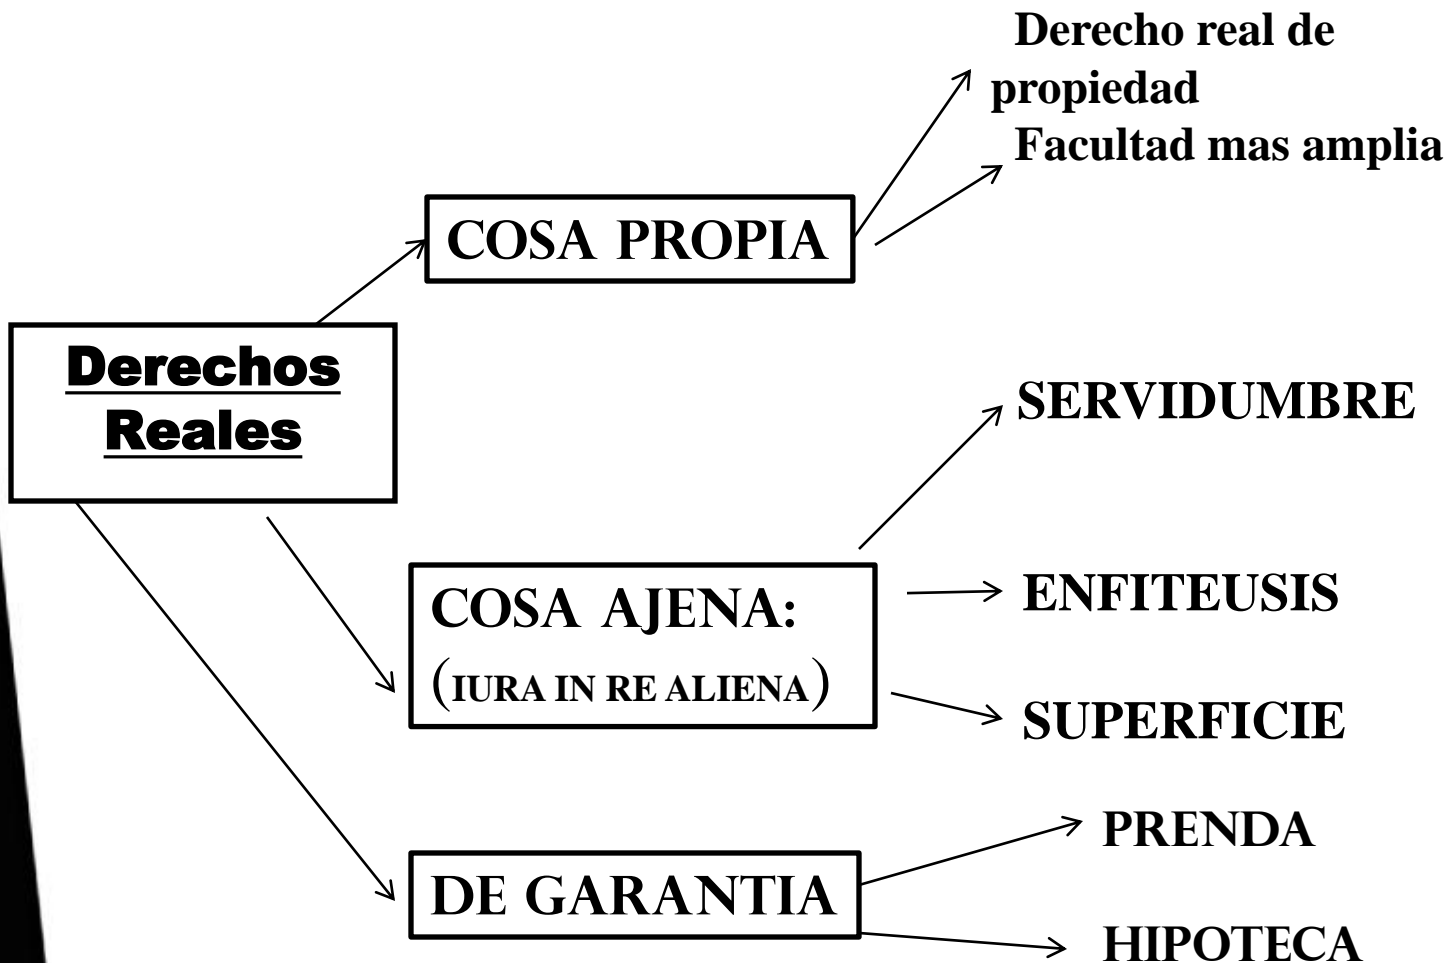 Derecho real de
propiedad
Facultad mas amplia
COSA PROPIA
Derechos
Reales
SERVIDUMBRE
COSA AJENA:
(IURA IN RE ALIENA)
ENFITEUSIS
SUPERFICIE
DE GARANTIA
PRENDA
HIPOTECA